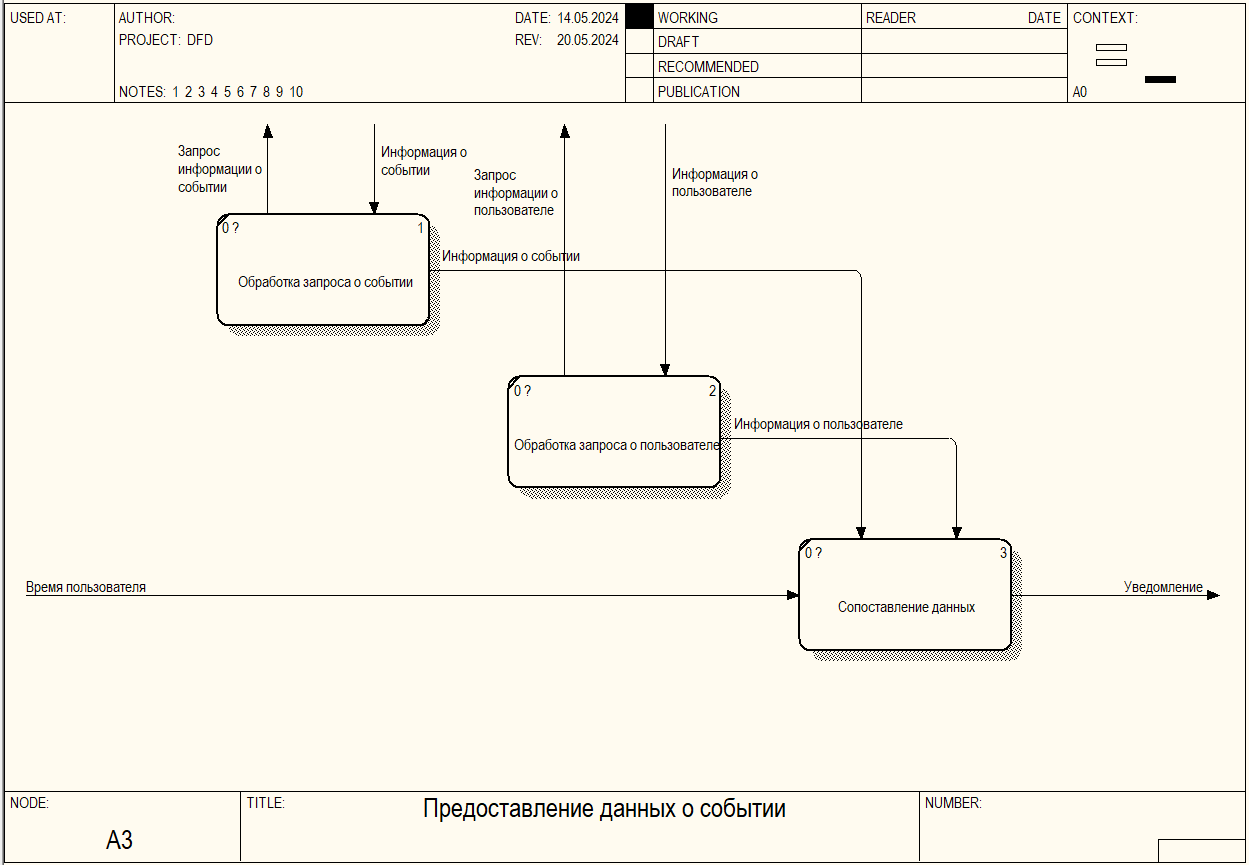 USED AT:
AUTHOR:
DATE: 14.05.2024
PROJECT: DFD
REV: 20.05.2024
NOTES: 1 2 3 4 5 6 7 8 9 10
WORKING
DRAFT
RECOMMENDED
PUBLICATION
READER
DATE
CONTEXT:
A0
Запрос
информации о
событии
Информация о
событии
Запрос
информации о
пользователе
Информация о
пользователе
0 ?
1
Обработка запроса о событии
Информация о событии
0 ?
2
Обработка запроса о пользователе
Информация о пользователе
0 ?
3
Сопоставление данных
Время пользователя
Уведомление
NODE:
A3
TITLE:
Предоставление данных о событии
NUMBER: